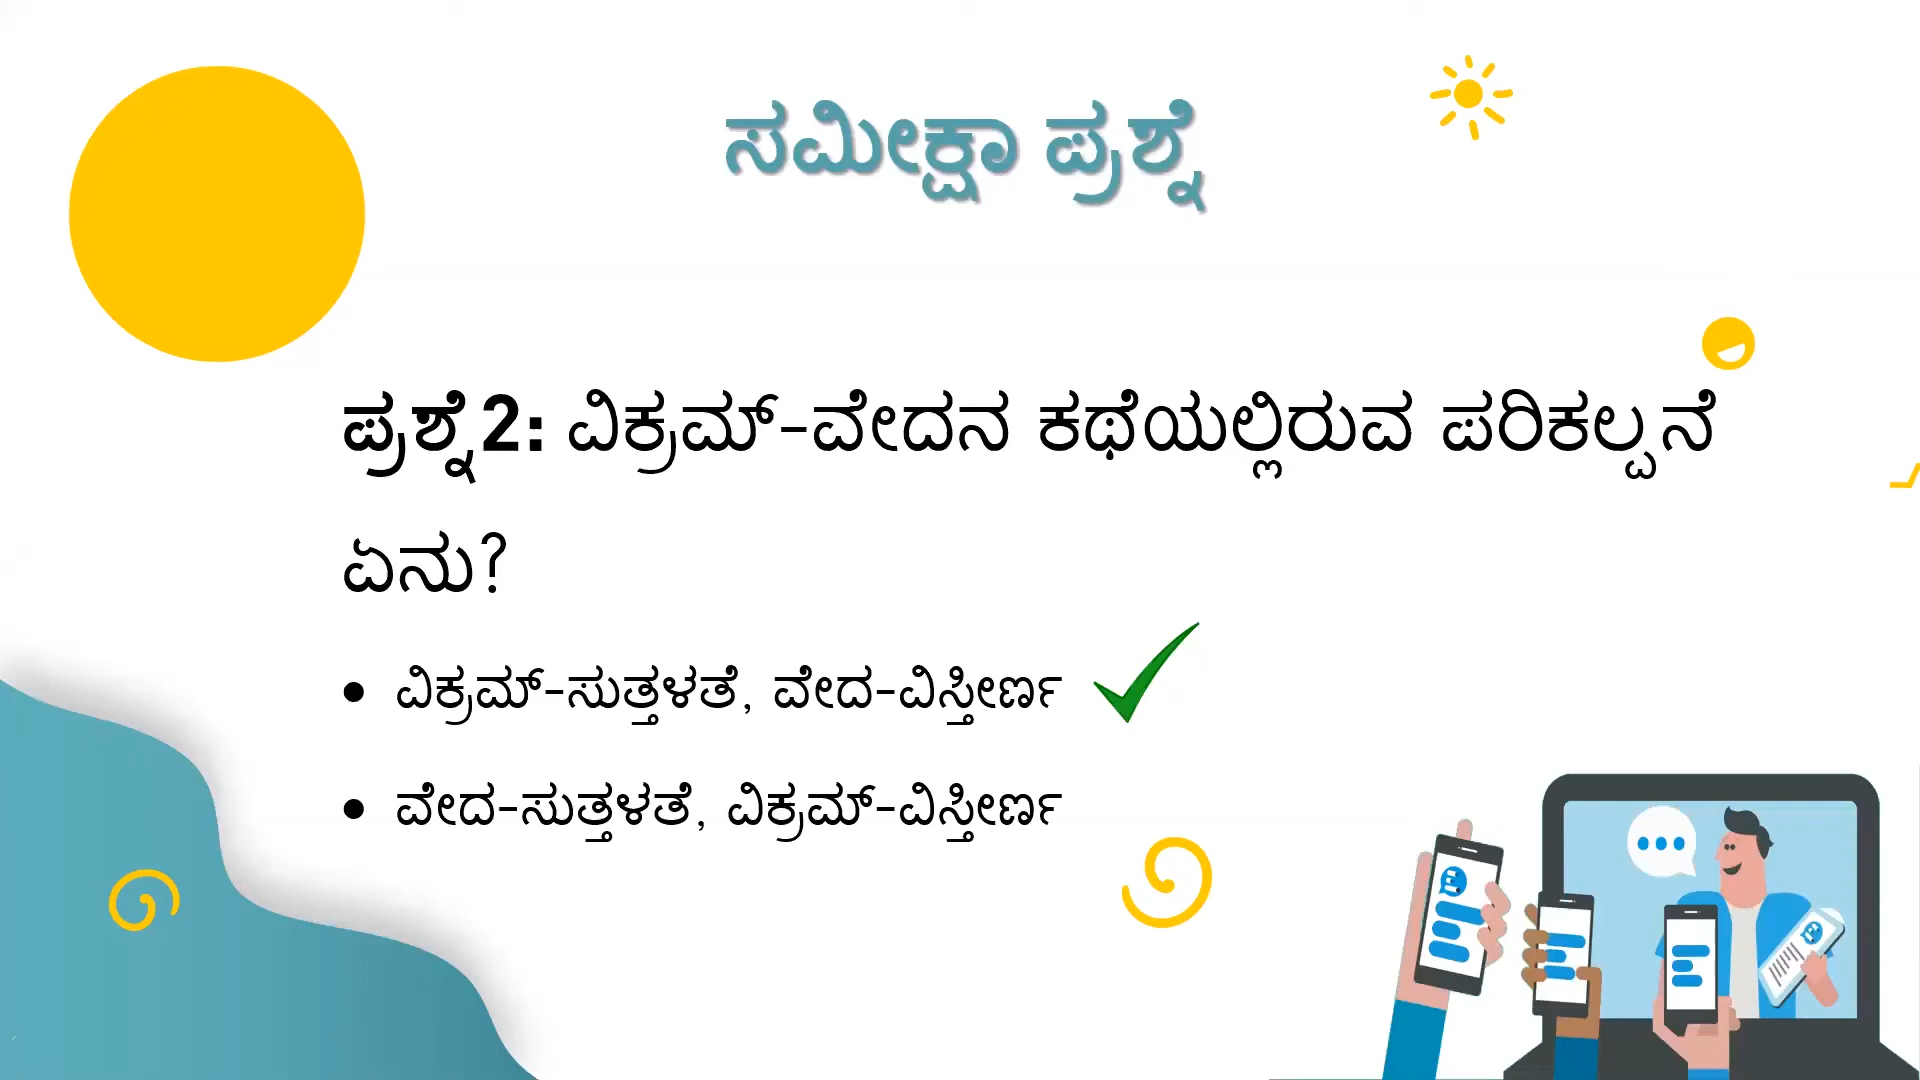 ಸಮೀಕ್ಷಾ ಪ್ರಶ್ನೆ
ಪ್ರಶ್ನೆ2: ವಿಕ್ರಮ್-ವೇದನ ಕಥೆಯಲ್ಲಿರುವ ಪರಿಕಲ್ಪನೆ
ಏನು?
• ವಿಕ್ರಮ್-ಸುತ್ತಳತೆ, ವೇದ-ವಿಸ್ತೀರ್ಣ
• ವೇದ-ಸುತ್ತಳತೆ, ವಿಕ್ರಮ್-ವಿಸ್ತೀರ್ಣ